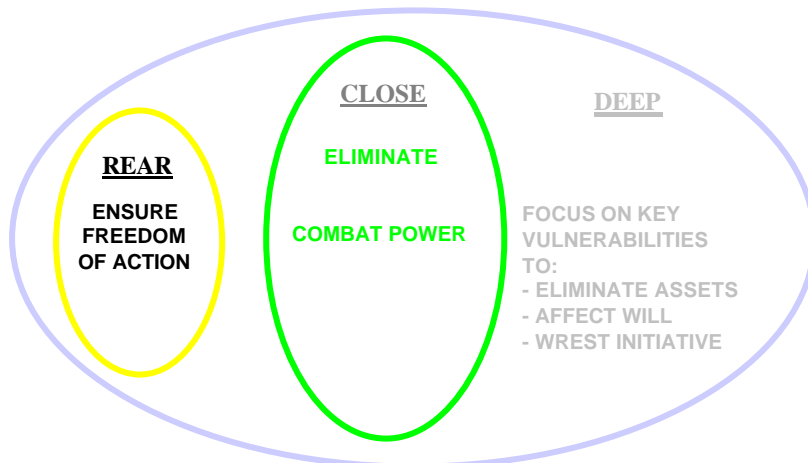 REAR
ENSURE
FREEDOM
OF ACTION
CLOSE
ELIMINATE
COMBAT POWER
DEEP
FOCUS ON KEY
VULNERABILITIES
TO:
- ELIMINATE ASSETS
- AFFECT WILL
- WREST INITIATIVE